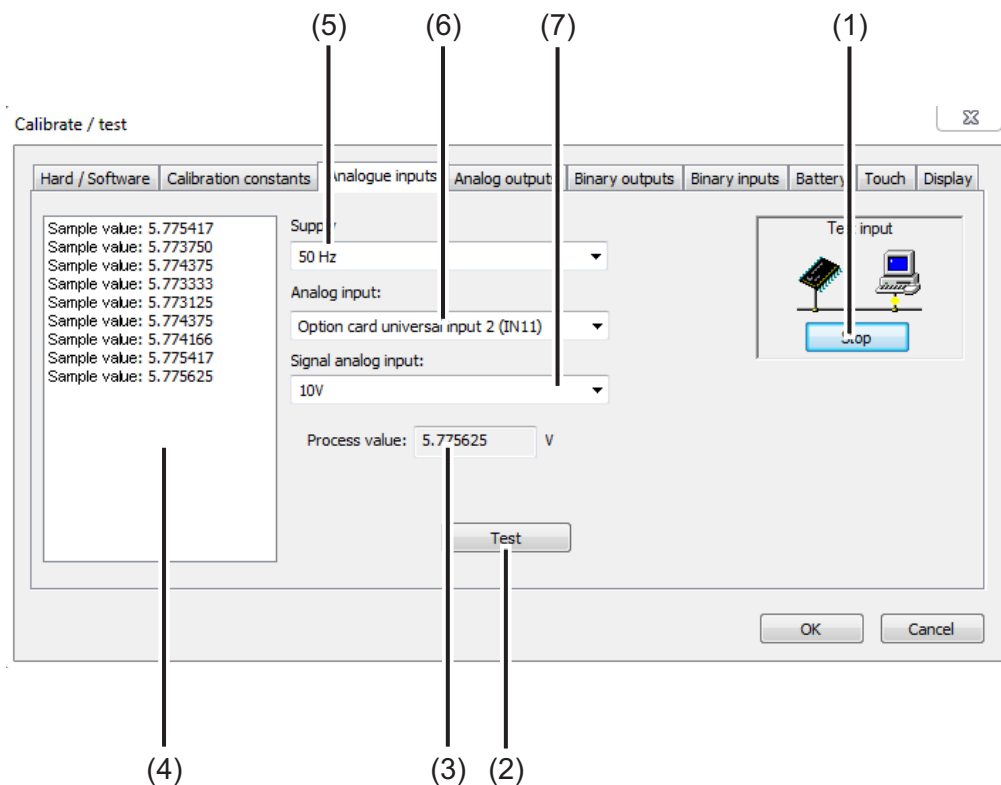 (5) (6) (7) (1)
Calibrate / test
Hard / Software Calibration constants Analogue inputs Analog outputs Binary outputs Binary inputs Battery Touch Display
Sample value: 5.775417
Sample value: 5.773750
Sample value: 5.774375
Sample value: 5.773333
Sample value: 5.773125
Sample value: 5.774375
Sample value: 5.774166
Sample value: 5.775417
Sample value: 5.775625
Supply
50 Hz
Analog input:
Option card universal input 2 (IN11)
Signal analog input:
10V
Process value: 5.775625 V
Test
Test input
Stop
OK Cancel
(4) (3) (2)